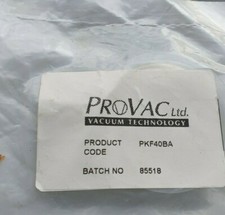 PROVAC Ltd.
VACUUM TECHNOLOGY
PRODUCT CODE PKF40BA
BATCH NO 85518